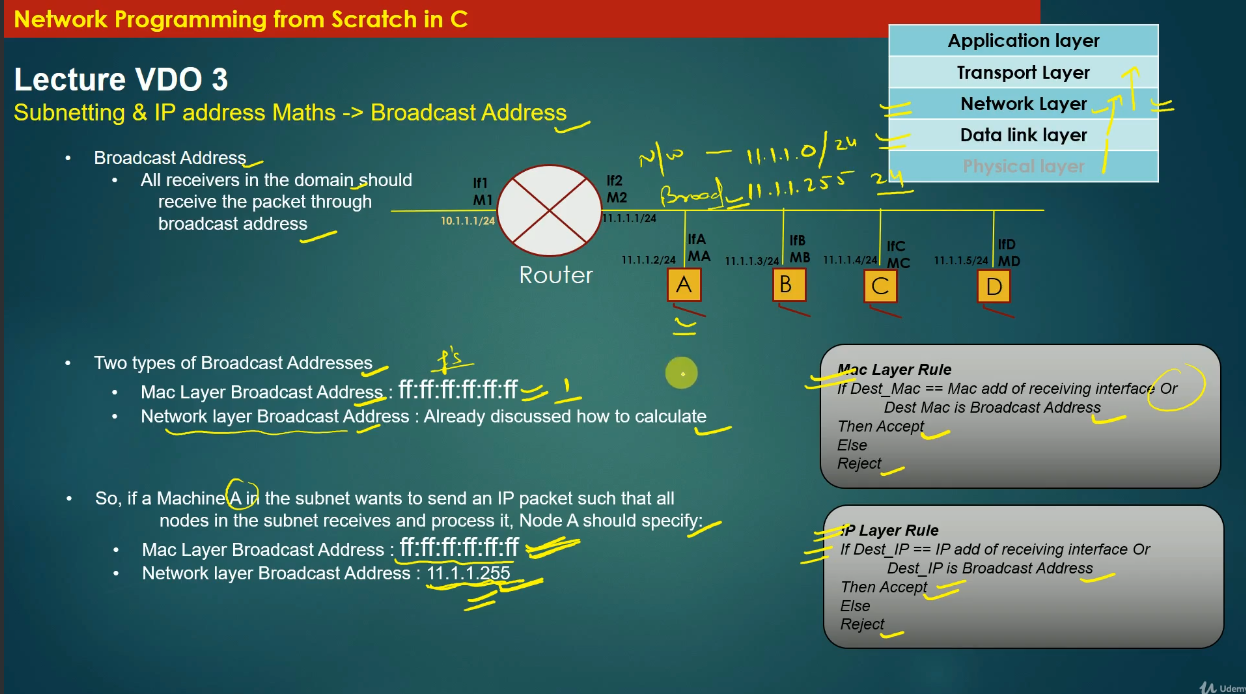 Network Programming from Scratch in C
Application layer
Transport Layer
Network Layer
Data link layer
Physical layer
Lecture VDO 3
Subnetting & IP address Maths -> Broadcast Address
• Broadcast Address
• All receivers in the domain should
receive the packet through
broadcast address
N/W — 11.1.1.0/24
Broad 11.1.1.255 24
If1
M1
10.1.1.1/24
If2
M2
11.1.1.1/24
Router
IfA
11.1.1.2/24 MA
A
IfB
11.1.1.3/24 MB
B
IfC
11.1.1.4/24 MC
C
IfD
11.1.1.5/24 MD
D
• Two types of Broadcast Addresses
• Mac Layer Broadcast Address : ff:ff:ff:ff:ff:ff
1
• Network layer Broadcast Address : Already discussed how to calculate
• So, if a Machine A in the subnet wants to send an IP packet such that all
nodes in the subnet receives and process it, Node A should specify:
• Mac Layer Broadcast Address : ff:ff:ff:ff:ff:ff
• Network layer Broadcast Address : 11.1.1.255
Mac Layer Rule
If Dest_Mac == Mac add of receiving interface Or
Dest Mac is Broadcast Address
Then Accept
Else
Reject
IP Layer Rule
If Dest_IP == IP add of receiving interface Or
Dest_IP is Broadcast Address
Then Accept
Else
Reject